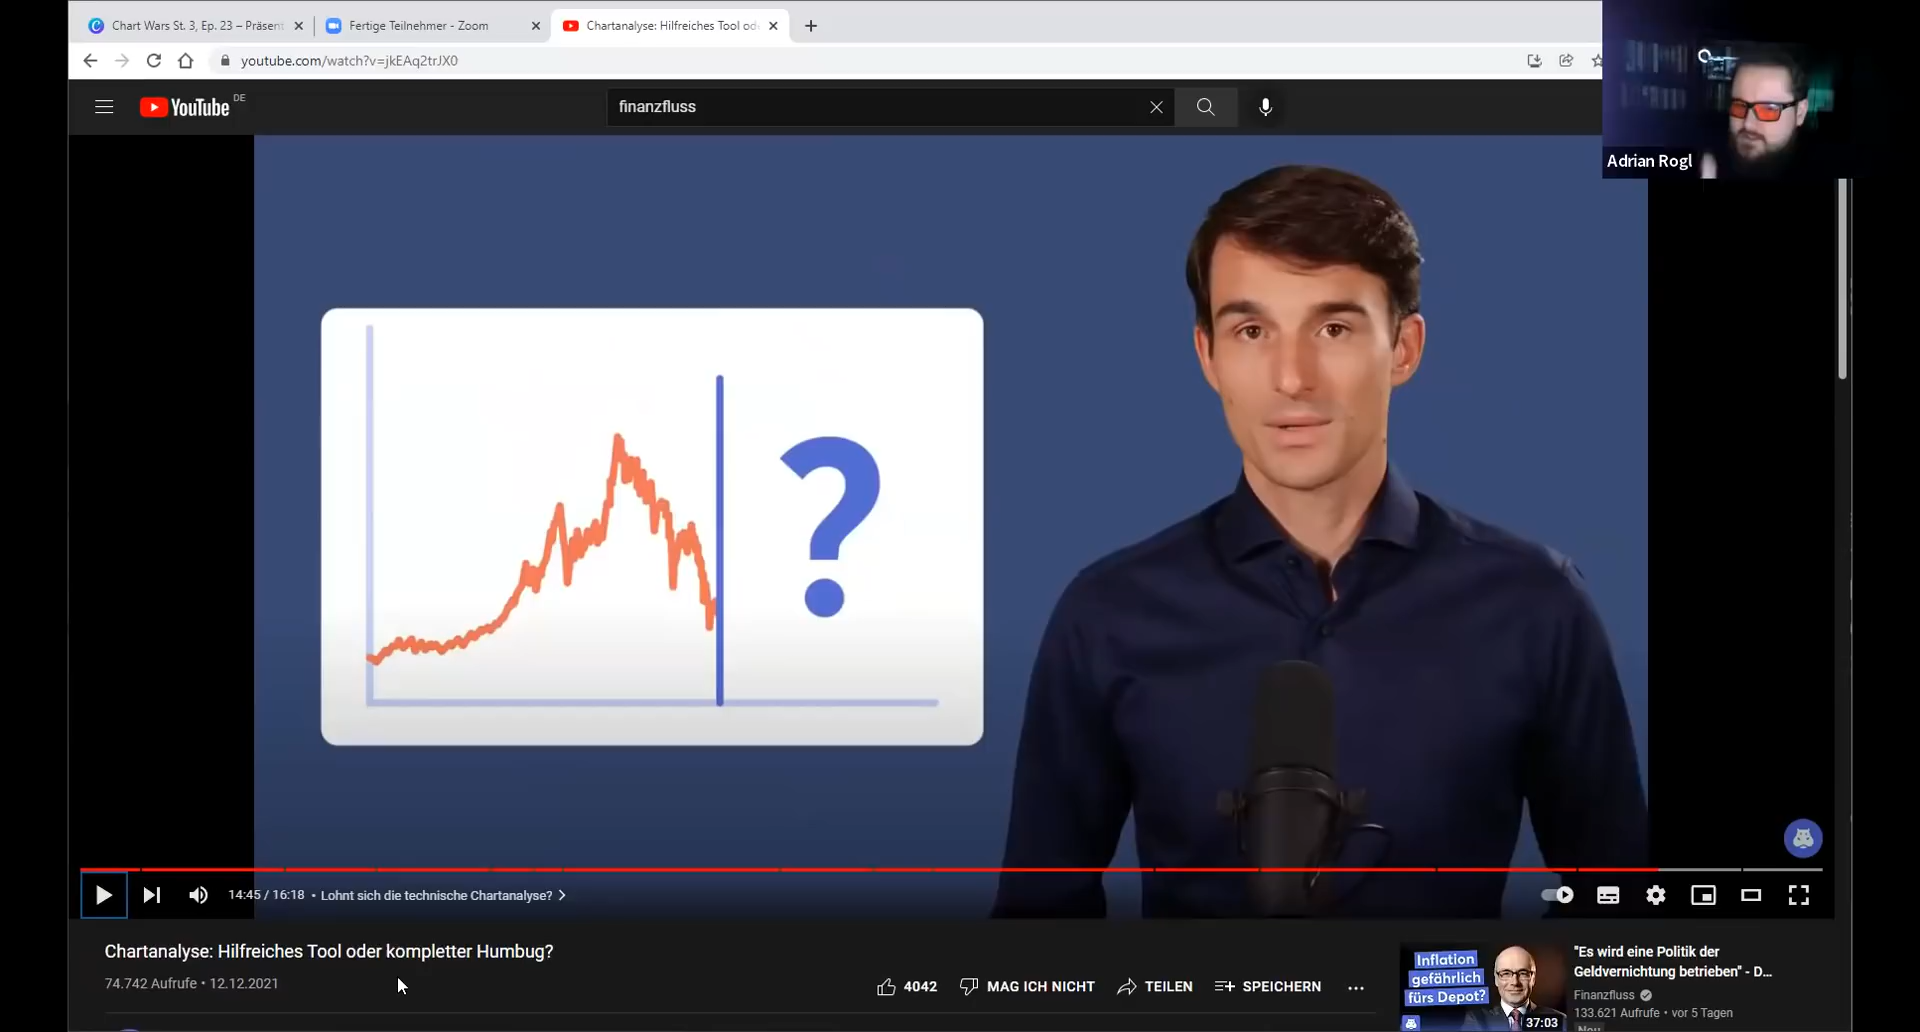 Chart Wars St. 3, Ep. 23 – Präsent
Fertige Teilnehmer - Zoom
Chartanalyse: Hilfreiches Tool od
youtube.com/watch?v=jkEAq2trJX0
YouTube DE
finanzfluss
Adrian Rogl
?
14:45 / 16:18 • Lohnt sich die technische Chartanalyse?
Chartanalyse: Hilfreiches Tool oder kompletter Humbug?
74.742 Aufrufe • 12.12.2021
4042
MAG ICH NICHT
TEILEN
SPEICHERN
Inflation
gefährlich
fürs Depot?
37:03
"Es wird eine Politik der
Geldvernichtung betrieben" - D...
Finanzfluss
133.621 Aufrufe • vor 5 Tagen
Neu